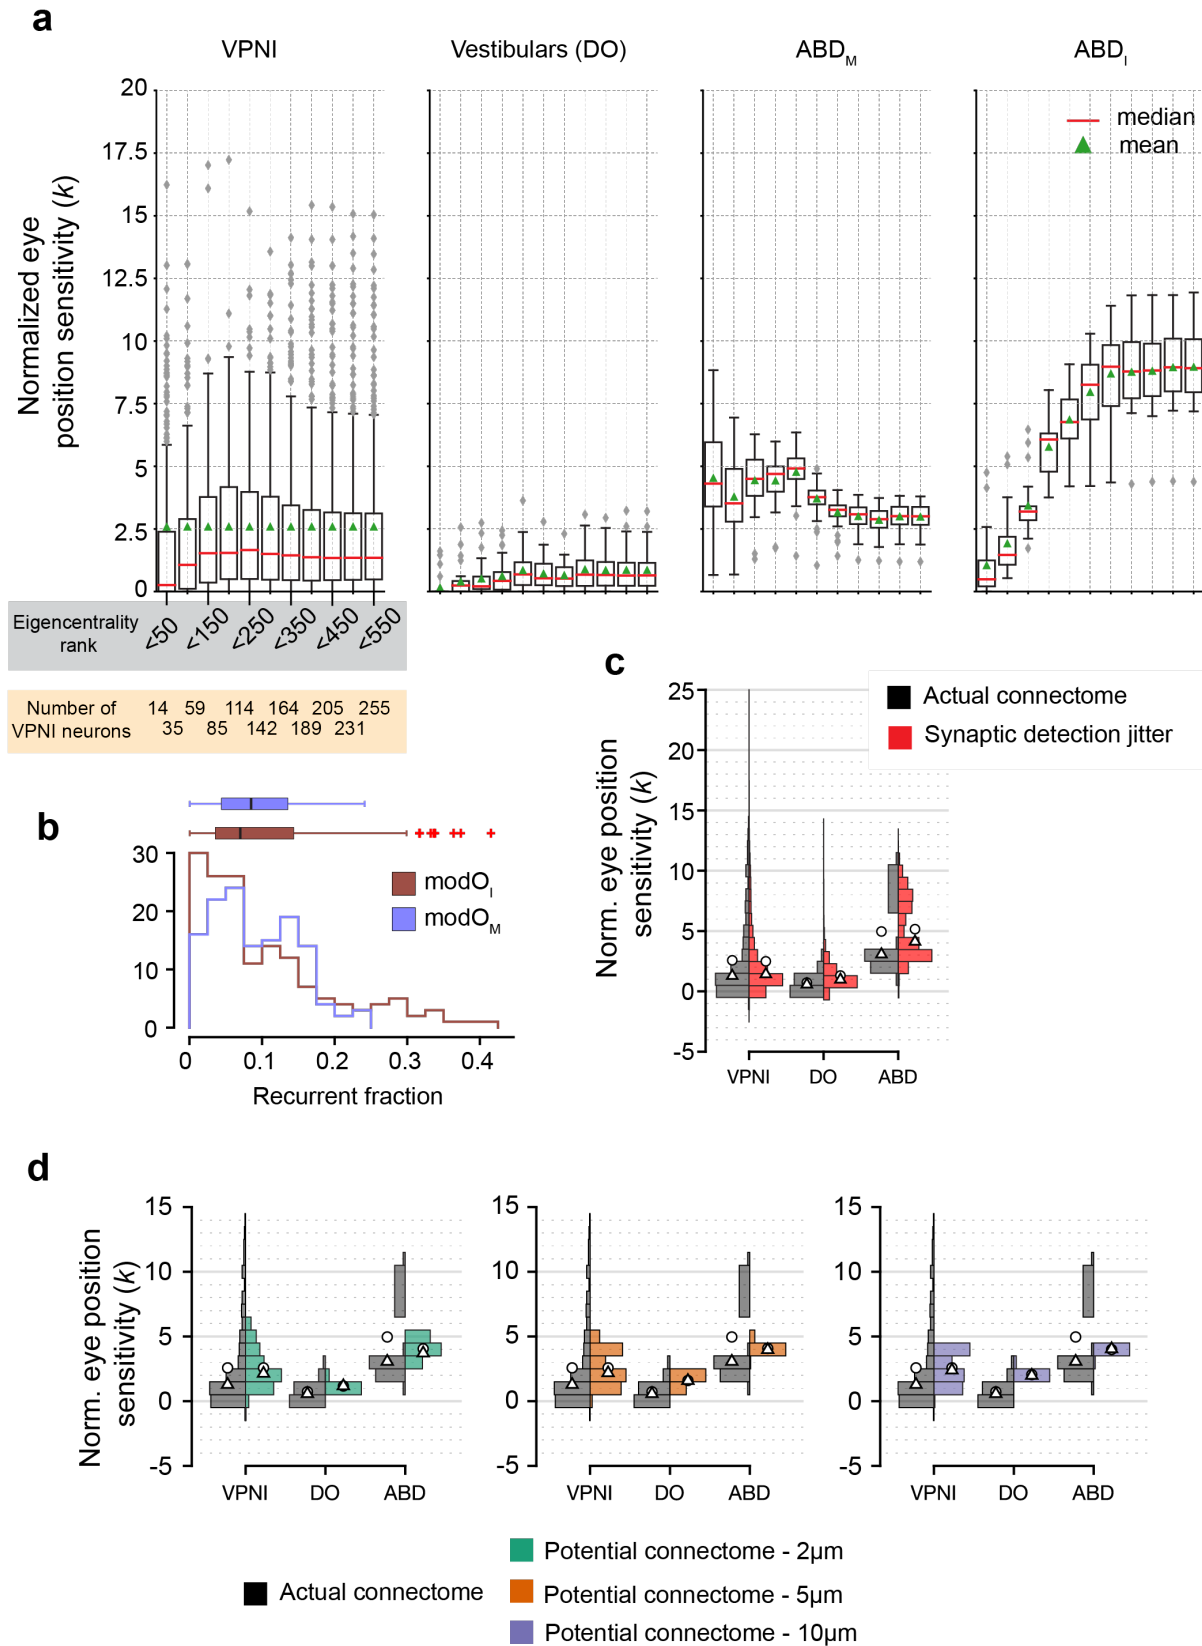 a
VPNI
Vestibulars (DO)
ABD_M
ABD_I
median
mean
Normalized eye
position sensitivity (k)
20
17.5
15
12.5
10
7.5
5
2.5
0
Eigencentrality
rank
<50 <150 <250 <350 <450 <550
Number of
VPNI neurons
14 59 114 164 205 255
35 85 142 189 231
b
30
20
10
0
modO_I
modO_M
0 0.1 0.2 0.3 0.4
Recurrent fraction
c
Actual connectome
Synaptic detection jitter
Norm. eye position
sensitivity (k)
25
20
15
10
5
0
-5
VPNI DO ABD
d
Norm. eye position
sensitivity (k)
15
10
5
0
-5
VPNI DO ABD
15
10
5
0
-5
VPNI DO ABD
15
10
5
0
-5
VPNI DO ABD
Actual connectome
Potential connectome - 2μm
Potential connectome - 5μm
Potential connectome - 10μm